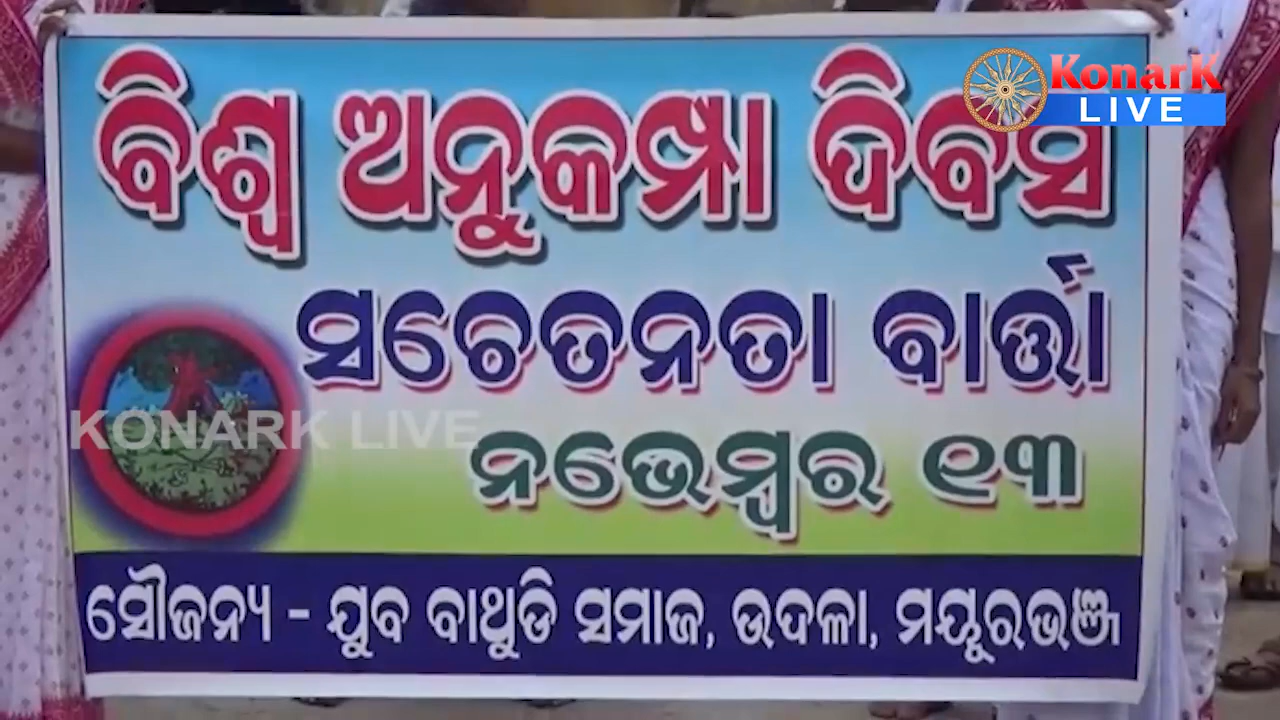 ବିଶ୍ୱ ଅନୁକମ୍ପା ଦିବସ
Konark
LIVE
ସଚେତନତା ବାର୍ତ୍ତା
KONARK LIVE
ନଭେମ୍ବର ୧୩
ସୌଜନ୍ୟ - ଯୁବ ବାଥୁଡି ସମାଜ, ଉଦଳା, ମୟୂରଭଞ୍ଜ